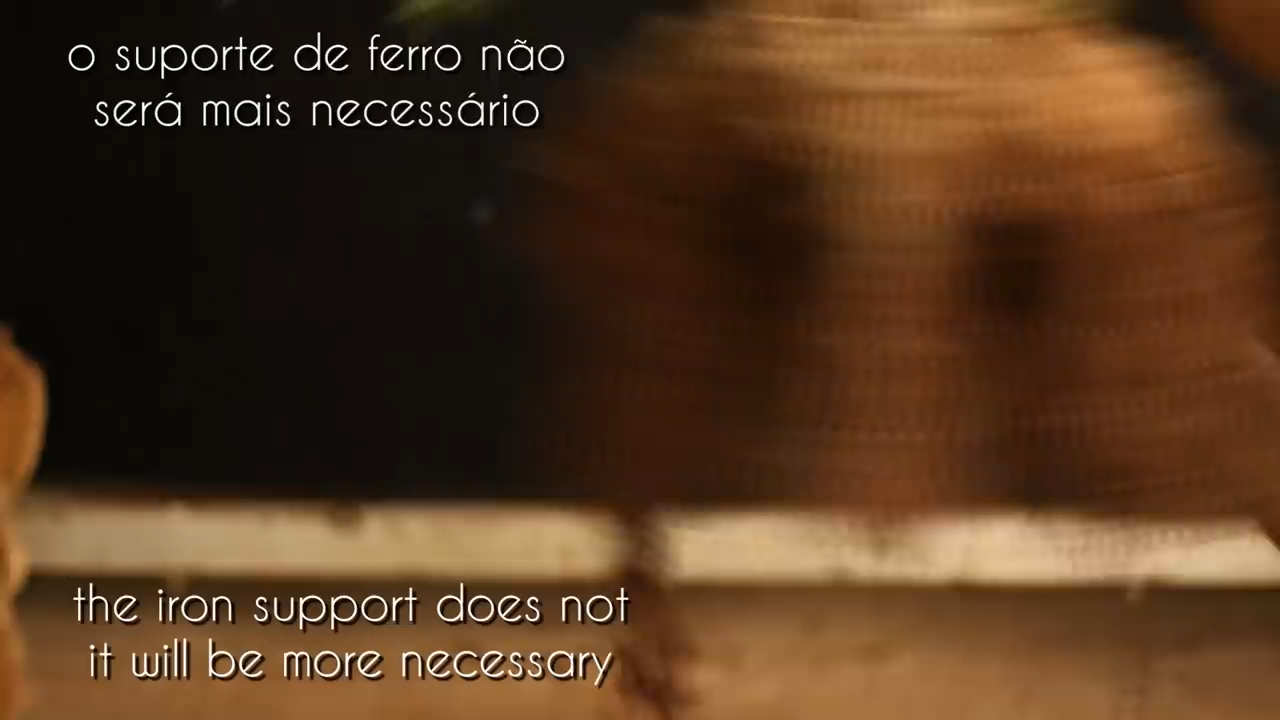 o suporte de ferro não
será mais necessário
the iron support does not
it will be more necessary